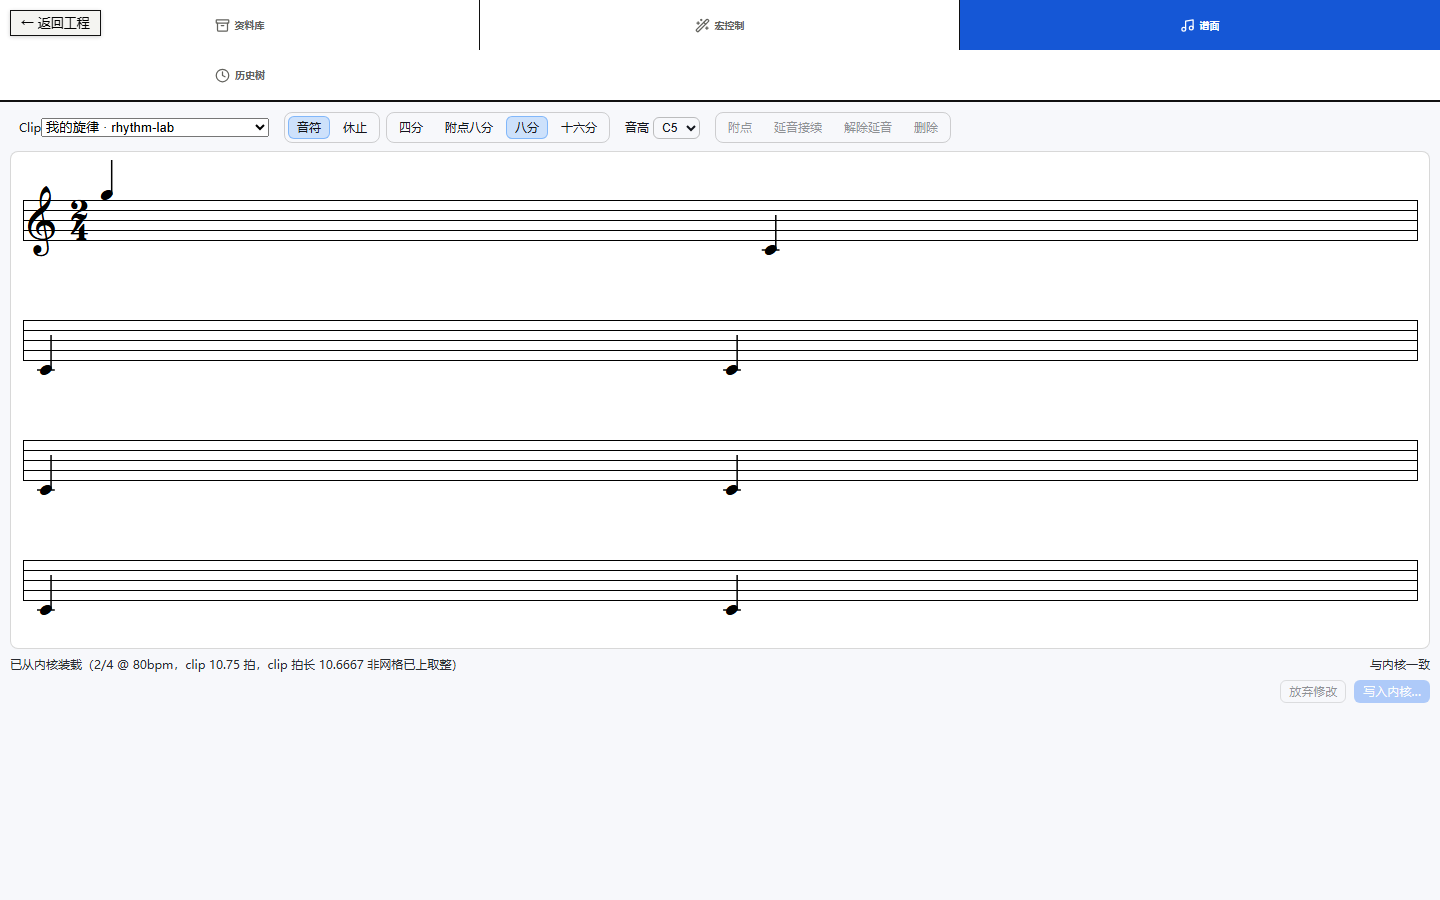 ← 返回工程
资料库
宏控制
谱面
历史树
Clip 我的旋律 · rhythm-lab 音符 休止 四分 附点八分 八分 十六分 音高 C5 附点 延音接续 解除延音 删除
2
4
已从内核装载（2/4 @ 80bpm，clip 10.75 拍，clip 拍长 10.6667 非网格已上取整） 与内核一致
放弃修改 写入内核…